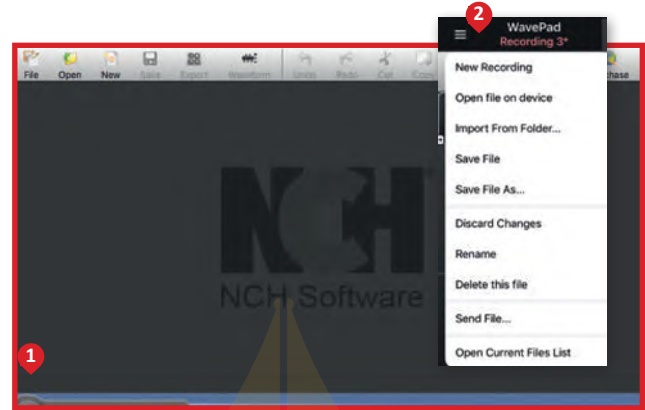 2
WavePad
Recording 3*
File Open New Save Export Waveform Undo Redo Cut Copy
New Recording
Open file on device
Import From Folder...
Save File
Save File As...
Discard Changes
Rename
Delete this file
Send File...
Open Current Files List
NCH
NCH Software
1